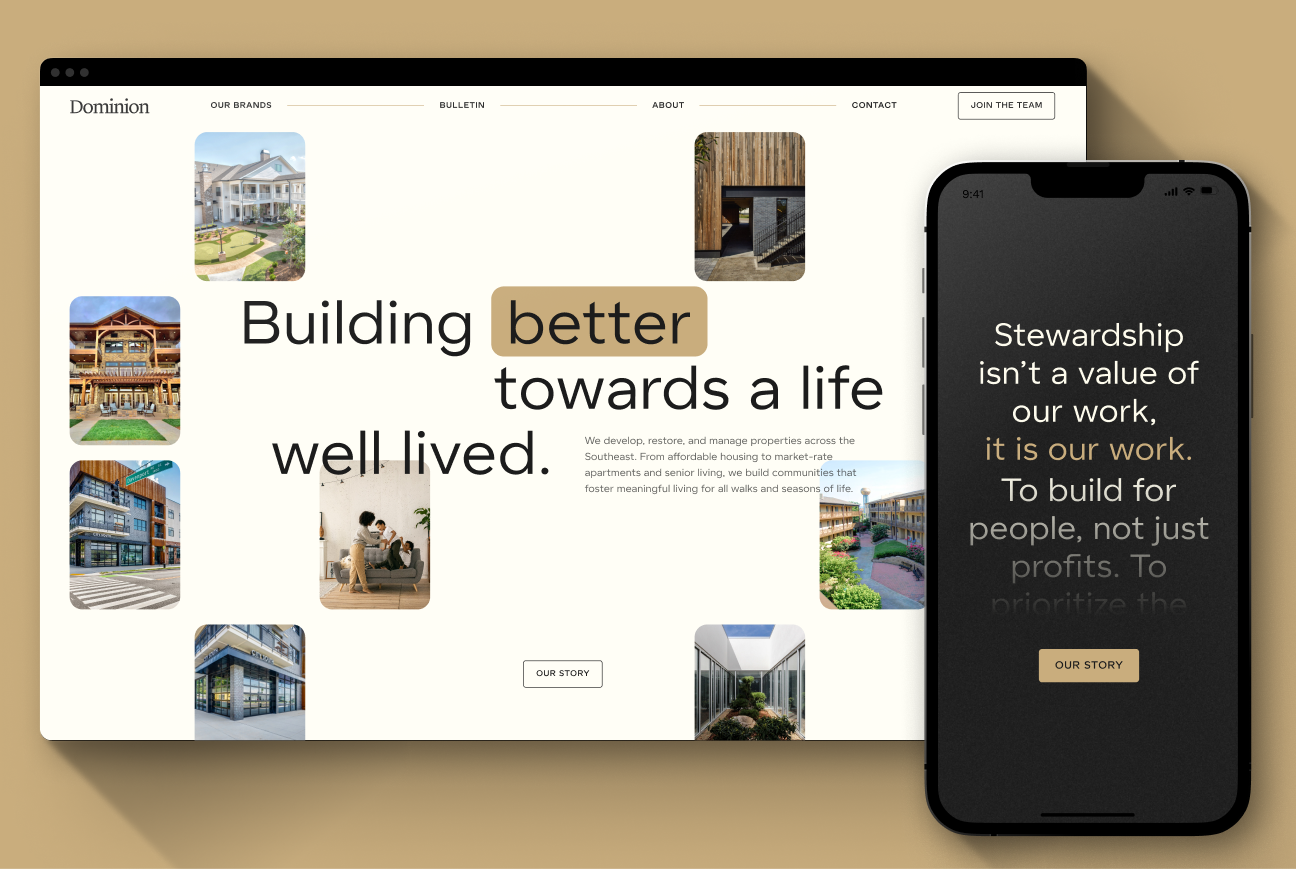 Dominion
OUR BRANDS
BULLETIN
ABOUT
CONTACT
JOIN THE TEAM
Building better
towards a life
well lived.
We develop, restore, and manage properties across the
Southeast. From affordable housing to market-rate
apartments and senior living, we build communities that
foster meaningful living for all walks and seasons of life.
OUR STORY
9:41
Stewardship
isn't a value of
our work,
it is our work.
To build for
people, not just
profits. To
prioritize the
OUR STORY